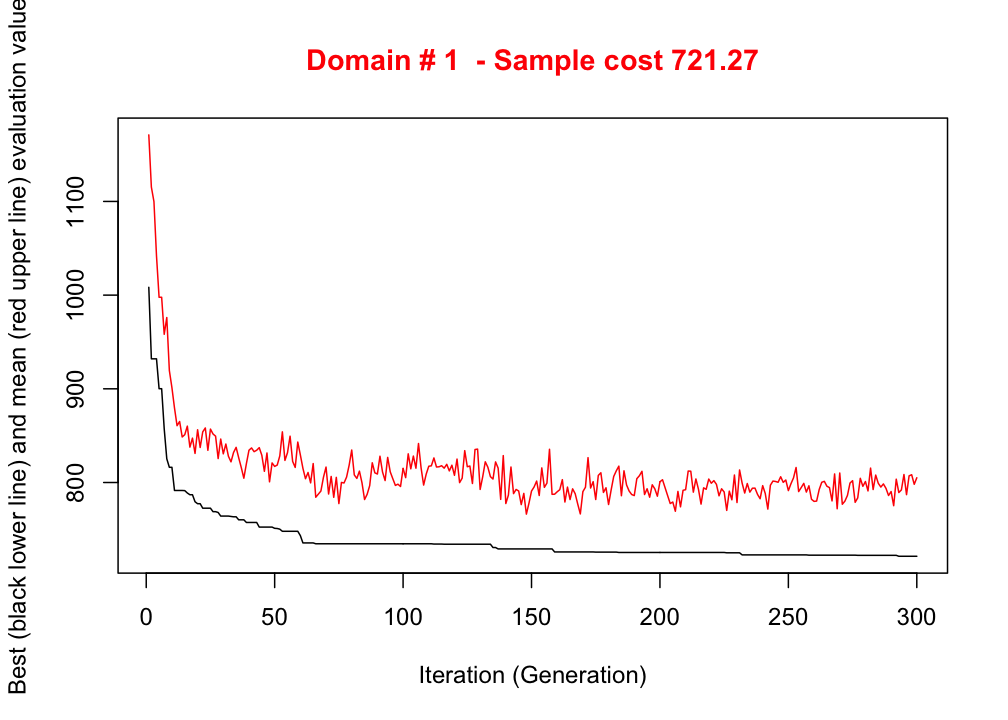 Domain # 1 - Sample cost 721.27
Best (black lower line) and mean (red upper line) evaluation value
1100
1000
900
800
0 50 100 150 200 250 300
Iteration (Generation)